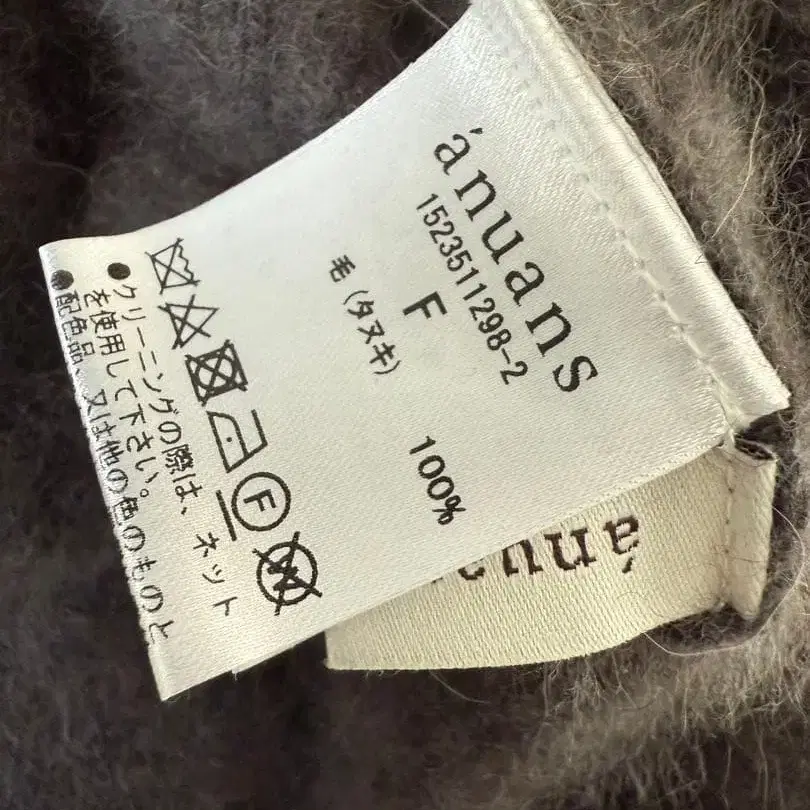 ánuans
1523511298-2
F
毛(タヌキ) 100%
F
W
●クリーニングの際は、ネット
を使用して下さい。
●配色品、又は他の色のものと
ánua